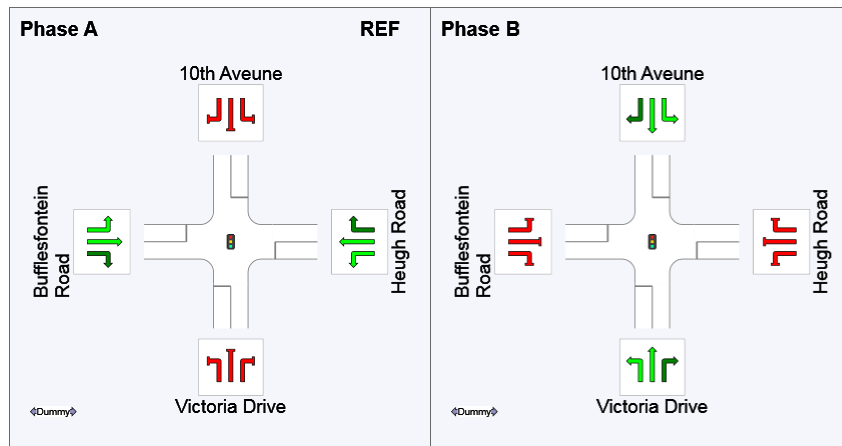 Phase A
REF
10th Aveune
Bufflesfontein
Road
Heugh Road
Victoria Drive
Dummy
Phase B
10th Aveune
Bufflesfontein
Road
Heugh Road
Victoria Drive
Dummy